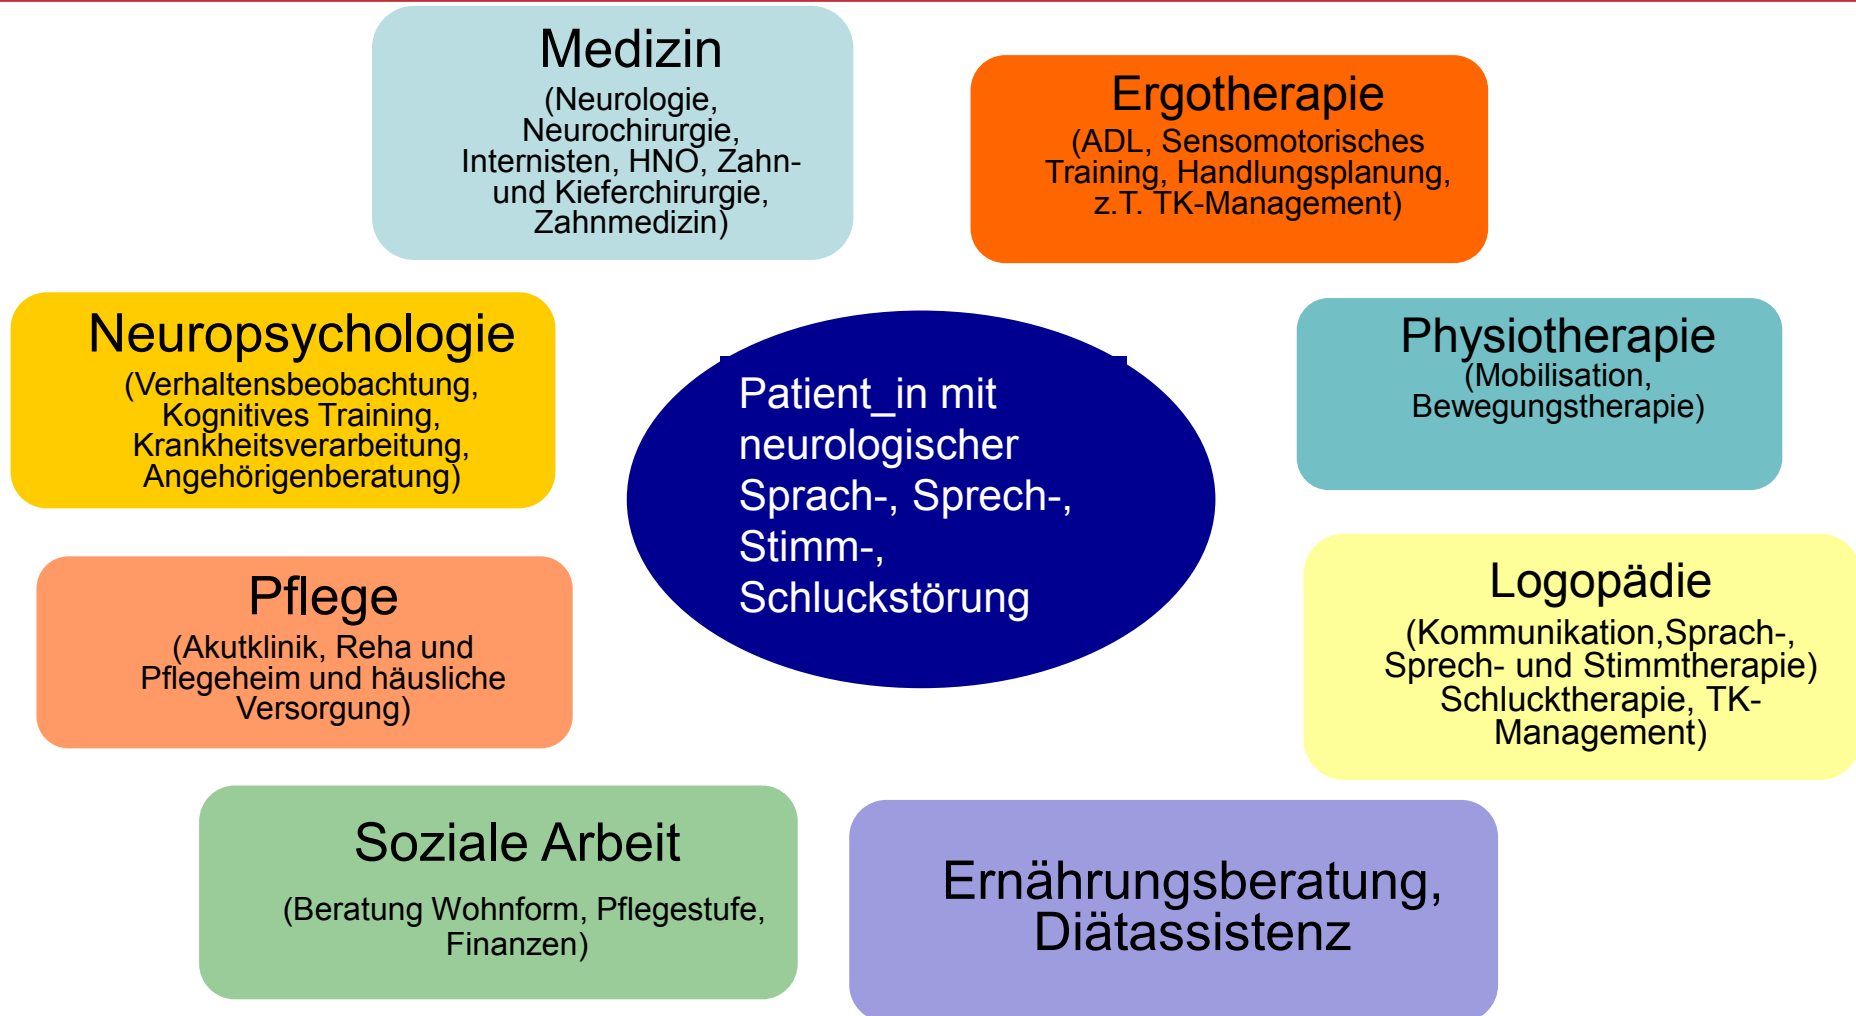 Medizin
(Neurologie,
Neurochirurgie,
Internisten, HNO, Zahn-
und Kieferchirurgie,
Zahnmedizin)
Ergotherapie
(ADL, Sensomotorisches
Training, Handlungsplanung,
z.T. TK-Management)
Neuropsychologie
(Verhaltensbeobachtung,
Kognitives Training,
Krankheitsverarbeitung,
Angehörigenberatung)
Patient_in mit
neurologischer
Sprach-, Sprech-,
Stimm-,
Schluckstörung
Physiotherapie
(Mobilisation,
Bewegungstherapie)
Pflege
(Akutklinik, Reha und
Pflegeheim und häusliche
Versorgung)
Logopädie
(Kommunikation,Sprach-,
Sprech- und Stimmtherapie)
Schlucktherapie, TK-
Management)
Soziale Arbeit
(Beratung Wohnform, Pflegestufe,
Finanzen)
Ernährungsberatung,
Diätassistenz